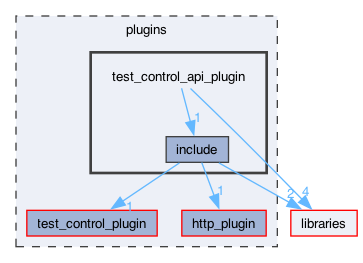 plugins
test_control_api_plugin
1
include
1
1
2
4
test_control_plugin
http_plugin
libraries